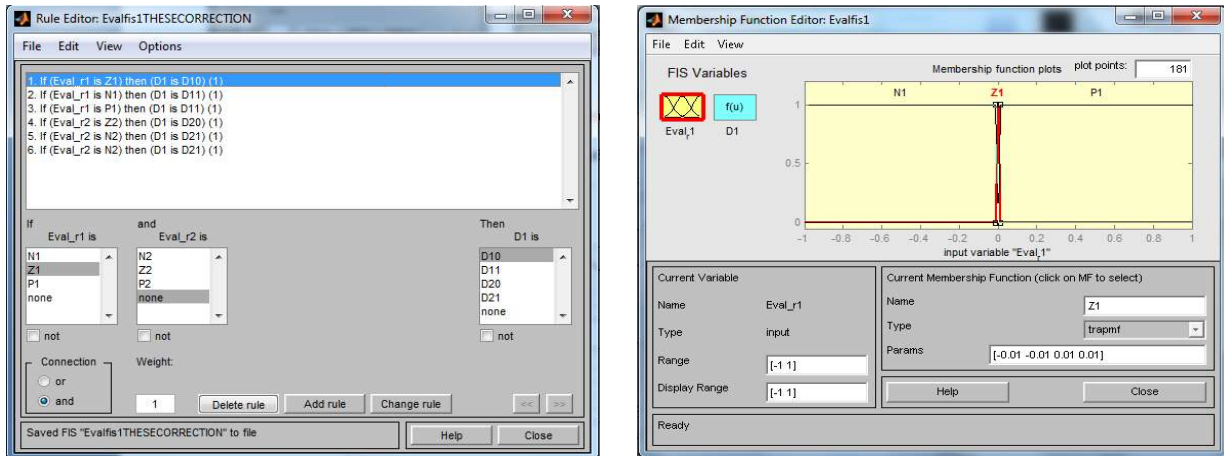 Rule Editor: Evalfis1THESECORRECTION
File Edit View Options
1. If (Eval_r1 is Z1) then (D1 is D10) (1)
2. If (Eval_r1 is N1) then (D1 is D11) (1)
3. If (Eval_r1 is P1) then (D1 is D11) (1)
4. If (Eval_r2 is Z2) then (D1 is D20) (1)
5. If (Eval_r2 is N2) then (D1 is D21) (1)
6. If (Eval_r2 is N2) then (D1 is D21) (1)
If and Then
Eval_r1 is Eval_r2 is D1 is
N1 N2 D10
Z1 Z2 D11
P1 P2 D20
none none D21
none
not not not
Connection Weight:
or
and 1 Delete rule Add rule Change rule << >>
Saved FIS "Evalfis1THESECORRECTION" to file Help Close
Membership Function Editor: Evalfis1
File Edit View
FIS Variables Membership function plots plot points: 181
f(u)
Eval_r1 D1
N1 Z1 P1
1
0.5
0
-1 -0.8 -0.6 -0.4 -0.2 0 0.2 0.4 0.6 0.8 1
input variable "Eval_r1"
Current Variable Current Membership Function (click on MF to select)
Name Eval_r1 Name Z1
Type input Type trapmf
Range [-1 1] Params [-0.01 -0.01 0.01 0.01]
Display Range [-1 1] Help Close
Ready